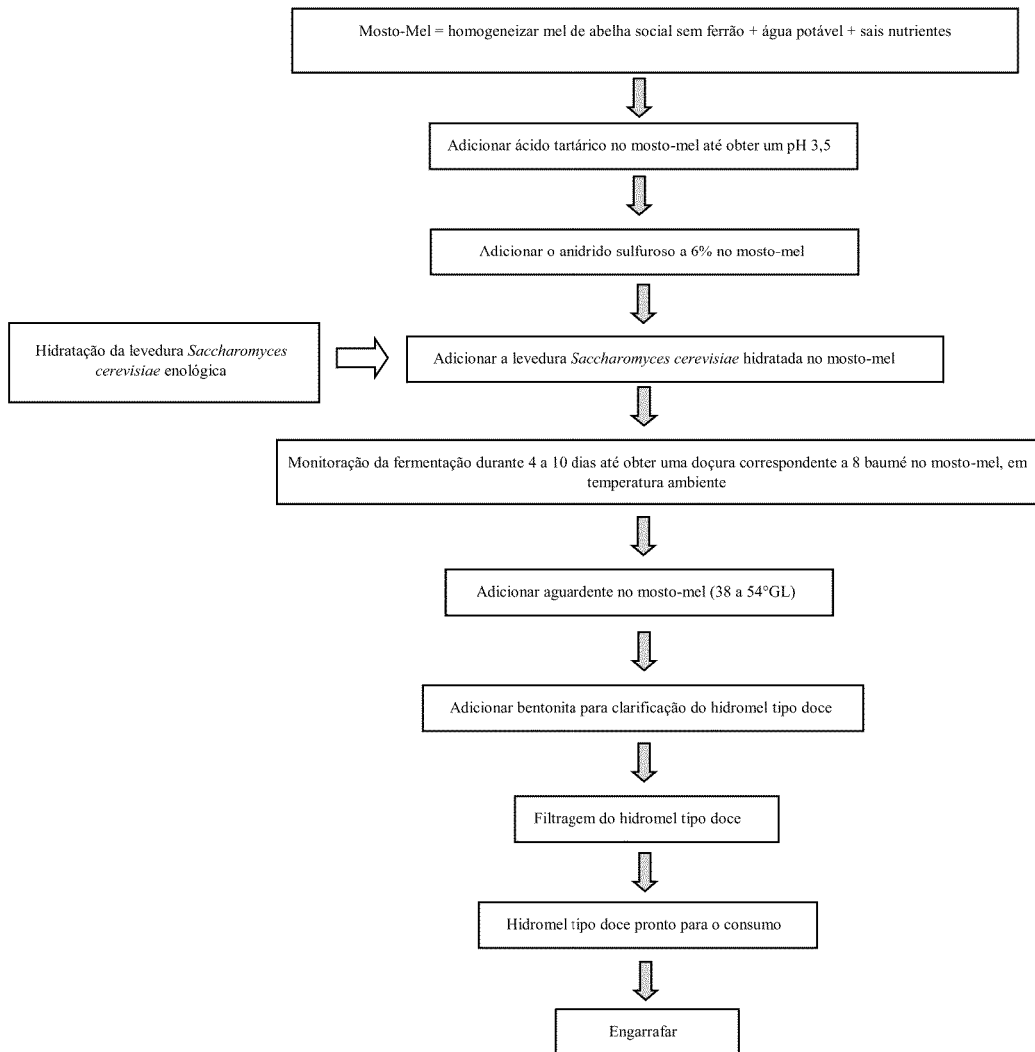 Mosto-Mel = homogeneizar mel de abelha social sem ferrão + água potável + sais nutrientes
Adicionar ácido tartárico no mosto-mel até obter um pH 3,5
Adicionar o anidrido sulfuroso a 6% no mosto-mel
Hidratação da levedura Saccharomyces
cerevisiae enológica
Adicionar a levedura Saccharomyces cerevisiae hidratada no mosto-mel
Monitoração da fermentação durante 4 a 10 dias até obter uma doçura correspondente a 8 baumé no mosto-mel, em
temperatura ambiente
Adicionar aguardente no mosto-mel (38 a 54°GL)
Adicionar bentonita para clarificação do hidromel tipo doce
Filtragem do hidromel tipo doce
Hidromel tipo doce pronto para o consumo
Engarrafar